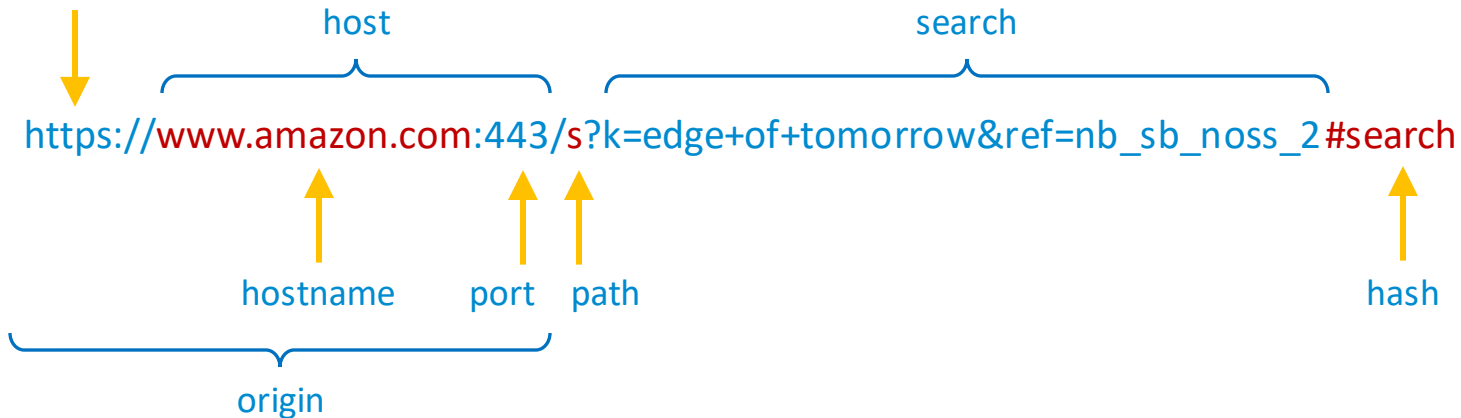 host search
https://www.amazon.com:443/s?k=edge+of+tomorrow&ref=nb_sb_noss_2#search
hostname port path hash
origin